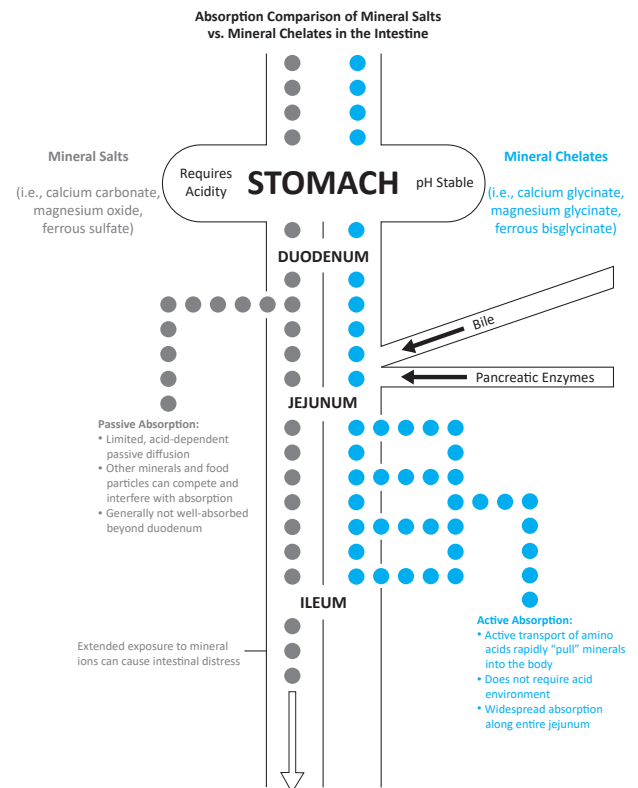 Absorption Comparison of Mineral Salts
vs. Mineral Chelates in the Intestine
Mineral Salts
(i.e., calcium carbonate,
magnesium oxide,
ferrous sulfate)
Requires
Acidity
STOMACH
pH Stable
Mineral Chelates
(i.e., calcium glycinate,
magnesium glycinate,
ferrous bisglycinate)
DUODENUM
Bile
Pancreatic Enzymes
JEJUNUM
Passive Absorption:
• Limited, acid-dependent
passive diffusion
• Other minerals and food
particles can compete and
interfere with absorption
• Generally not well-absorbed
beyond duodenum
ILEUM
Extended exposure to mineral
ions can cause intestinal distress
Active Absorption:
• Active transport of amino
acids rapidly “pull” minerals
into the body
• Does not require acid
environment
• Widespread absorption
along entire jejunum